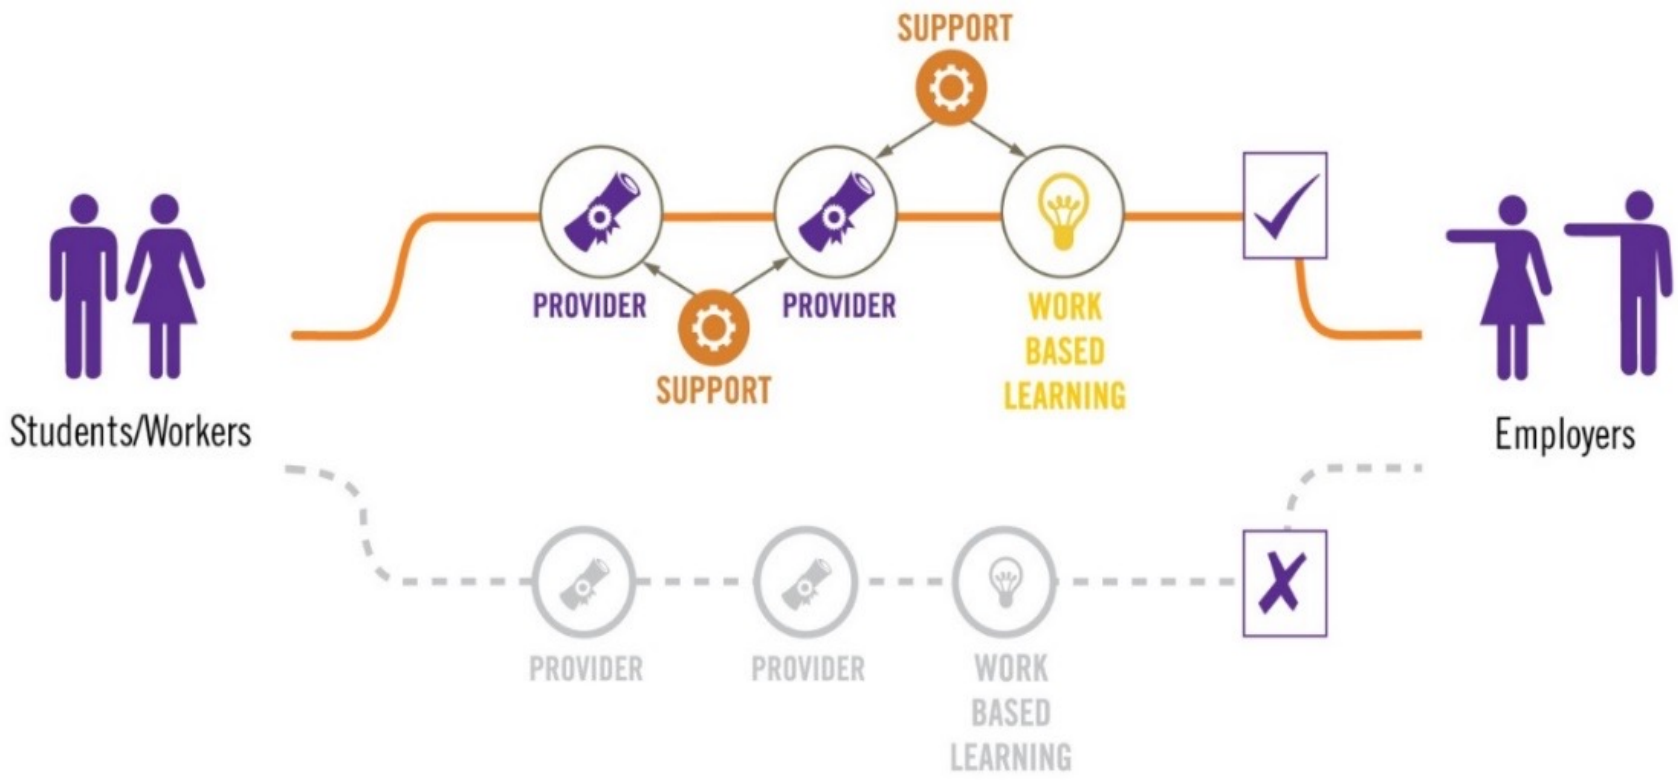 SUPPORT
PROVIDER
PROVIDER
WORK
BASED
LEARNING
SUPPORT
Students/Workers
Employers
PROVIDER
PROVIDER
WORK
BASED
LEARNING